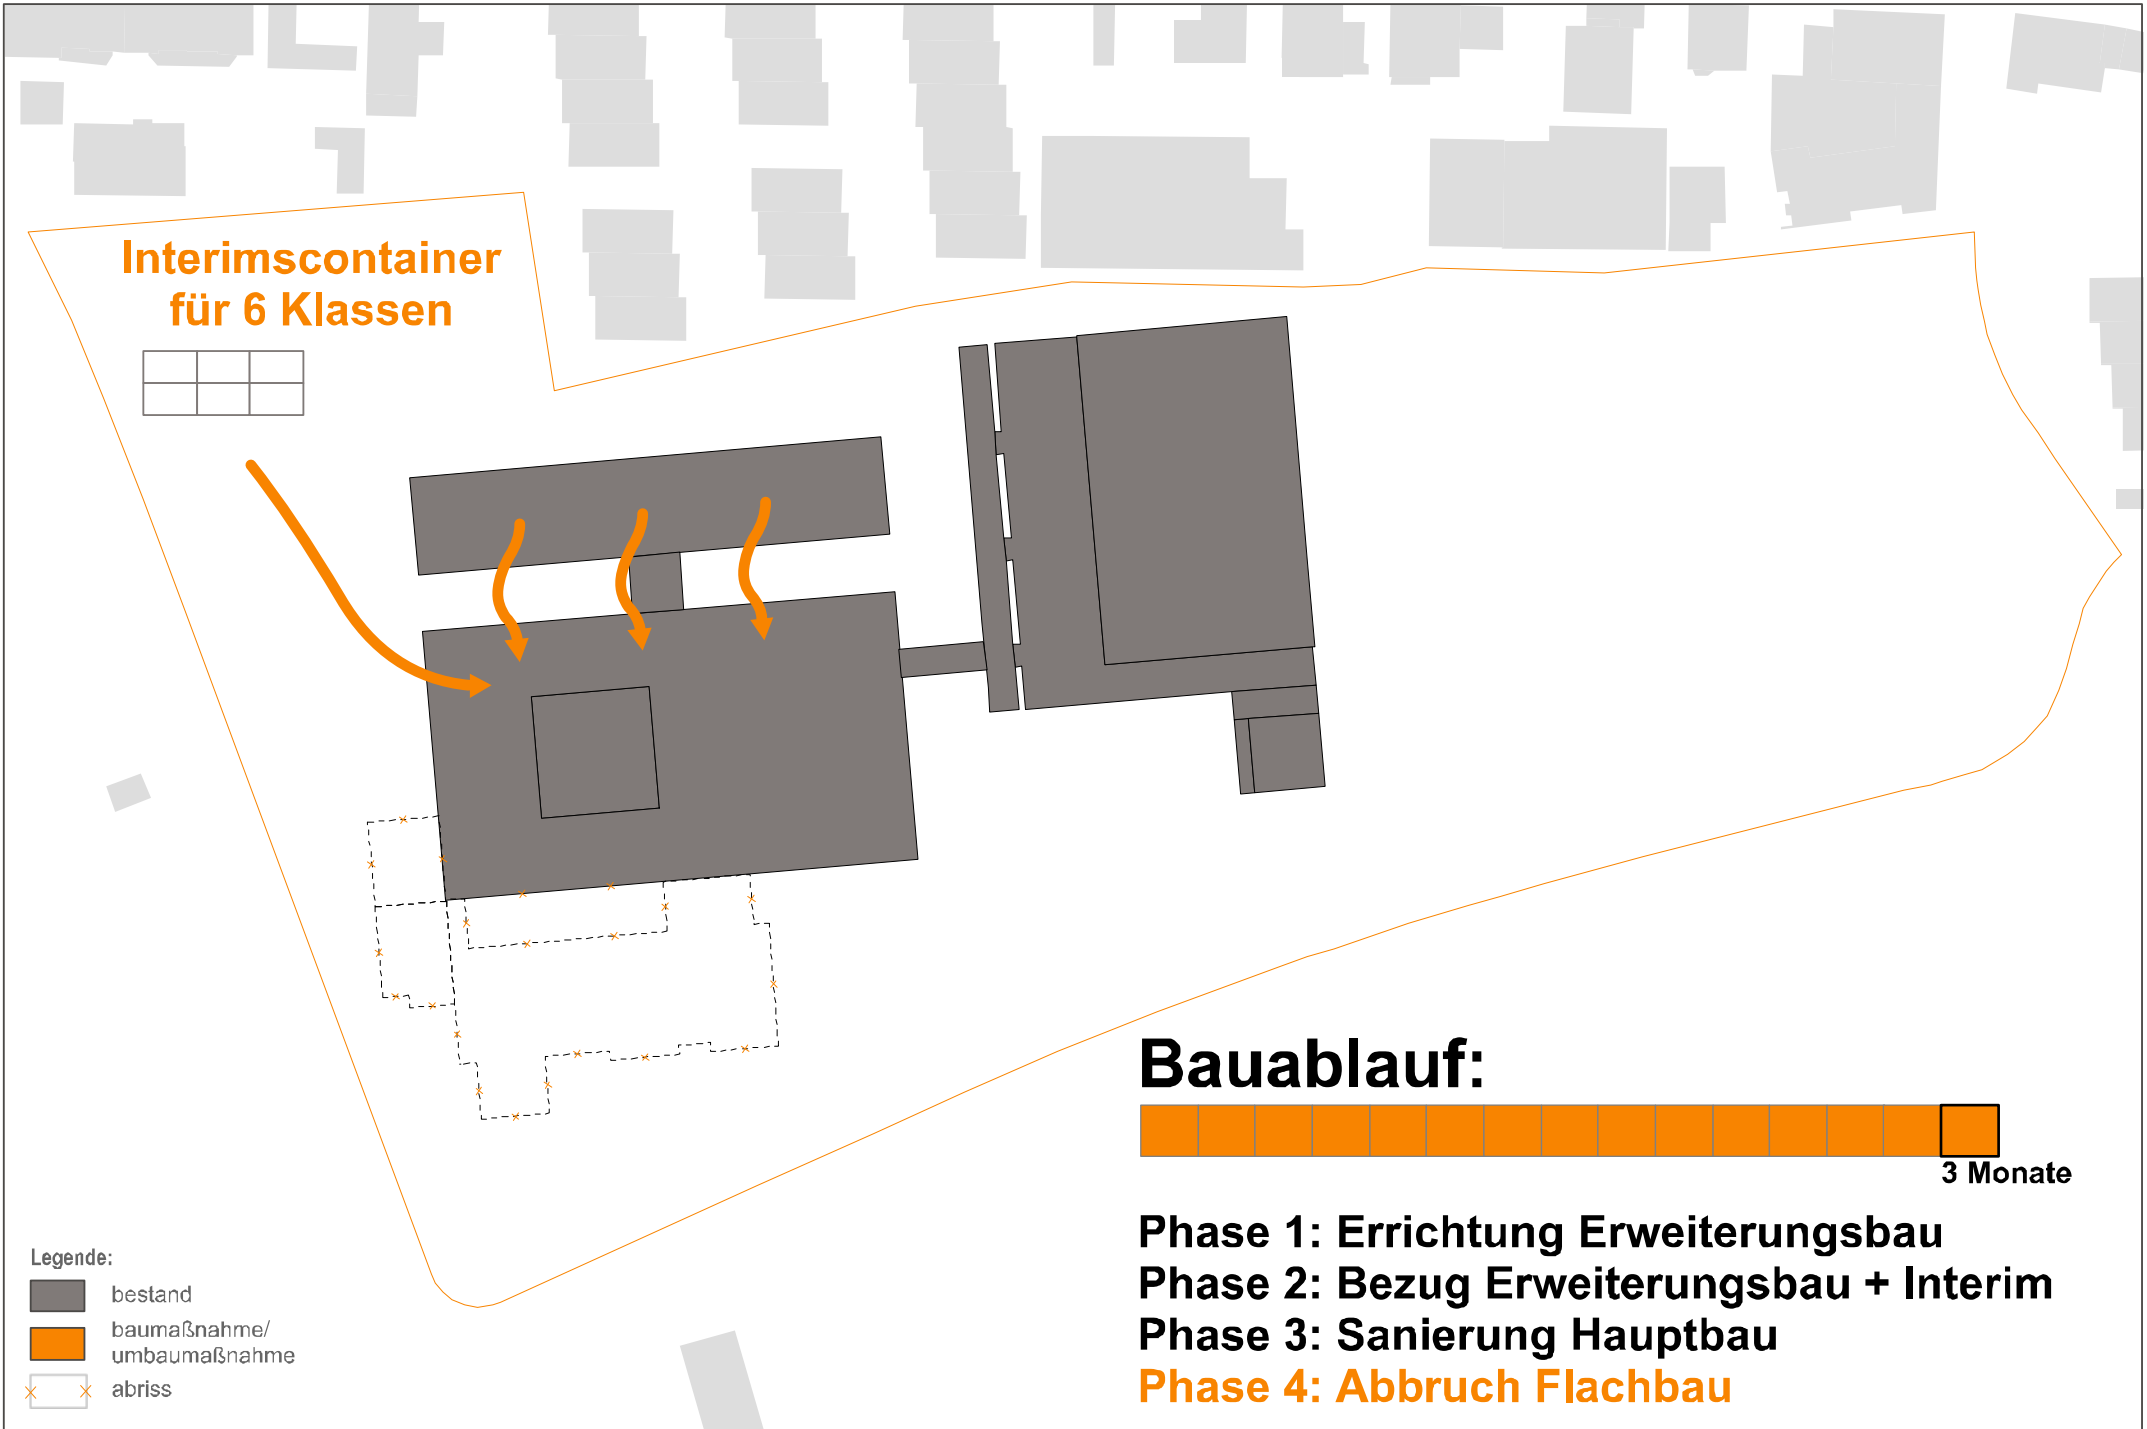 Interimscontainer
für 6 Klassen
Bauablauf:
3 Monate
Phase 1: Errichtung Erweiterungsbau
Phase 2: Bezug Erweiterungsbau + Interim
Phase 3: Sanierung Hauptbau
Phase 4: Abbruch Flachbau
Legende:
bestand
baumaßnahme/
umbaumaßnahme
abriss